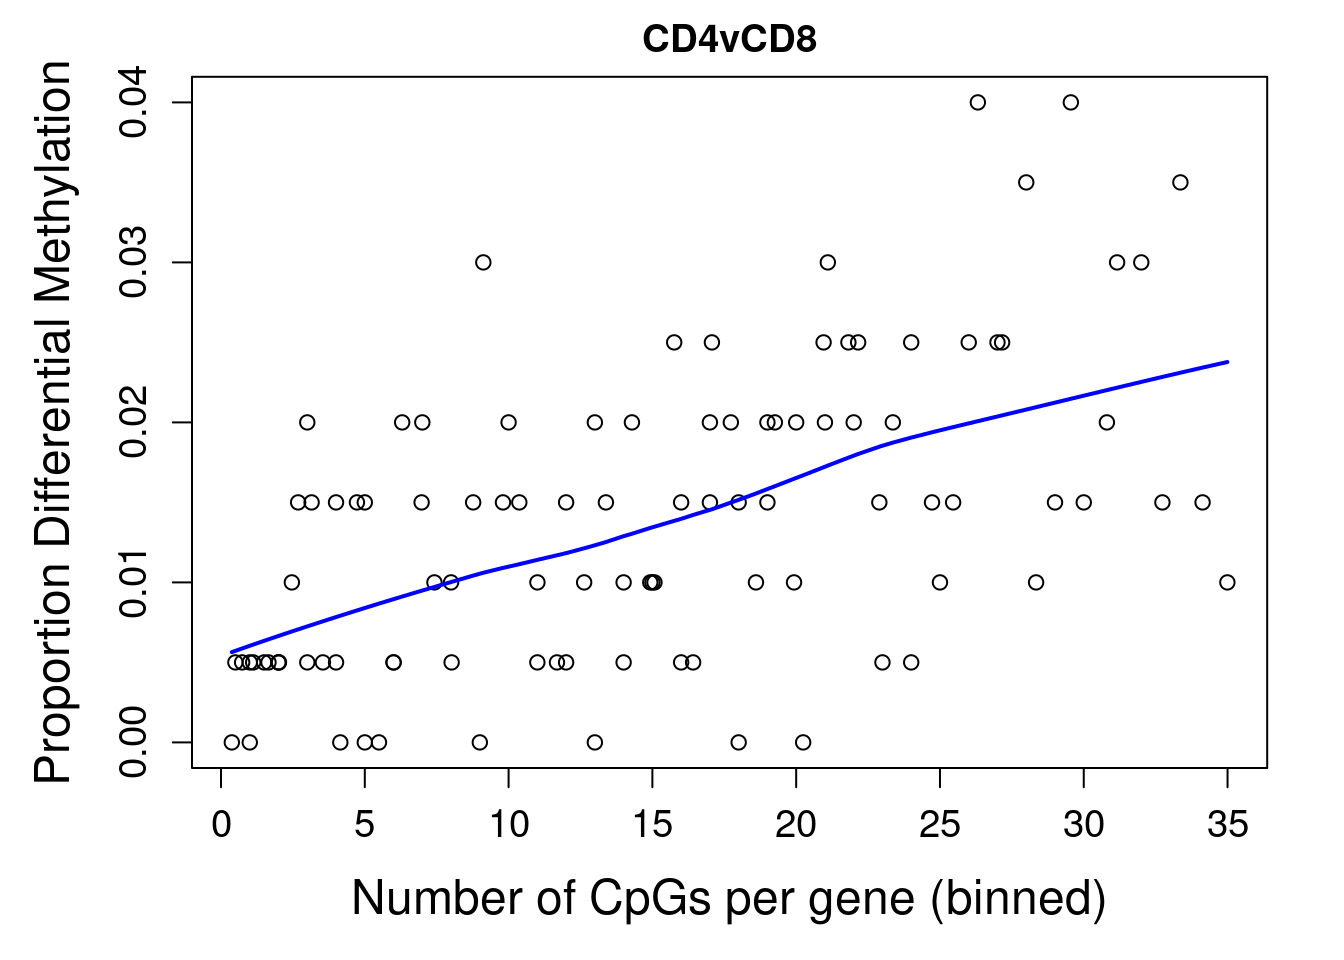 CD4vCD8
Proportion Differential Methylation
0.04
0.03
0.02
0.01
0.00
0 5 10 15 20 25 30 35
Number of CpGs per gene (binned)